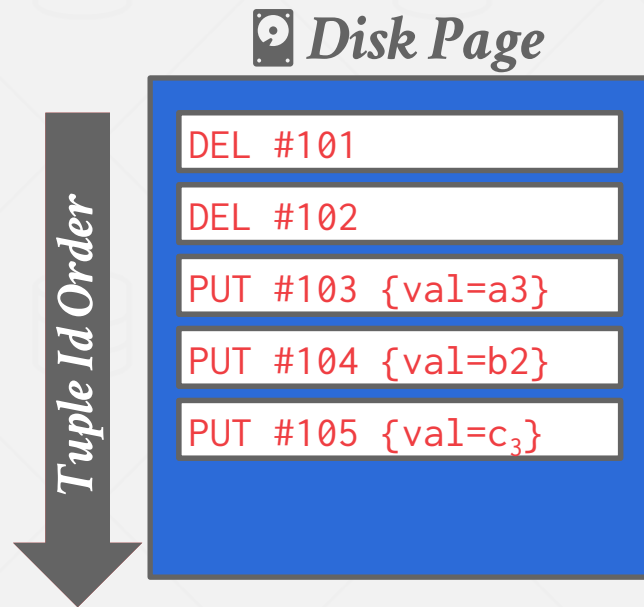 Disk Page
Tuple Id Order
DEL #101
DEL #102
PUT #103 {val=a3}
PUT #104 {val=b2}
PUT #105 {val=c₃}